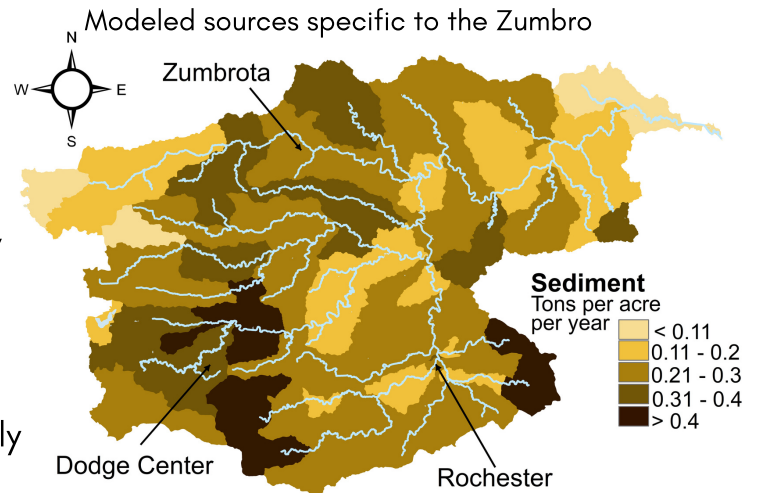 Modeled sources specific to the Zumbro
N
W
E
S
Zumbrota
Sediment
Tons per acre
per year
< 0.11
0.11 - 0.2
0.21 - 0.3
0.31 - 0.4
> 0.4
ly
Dodge Center
Rochester